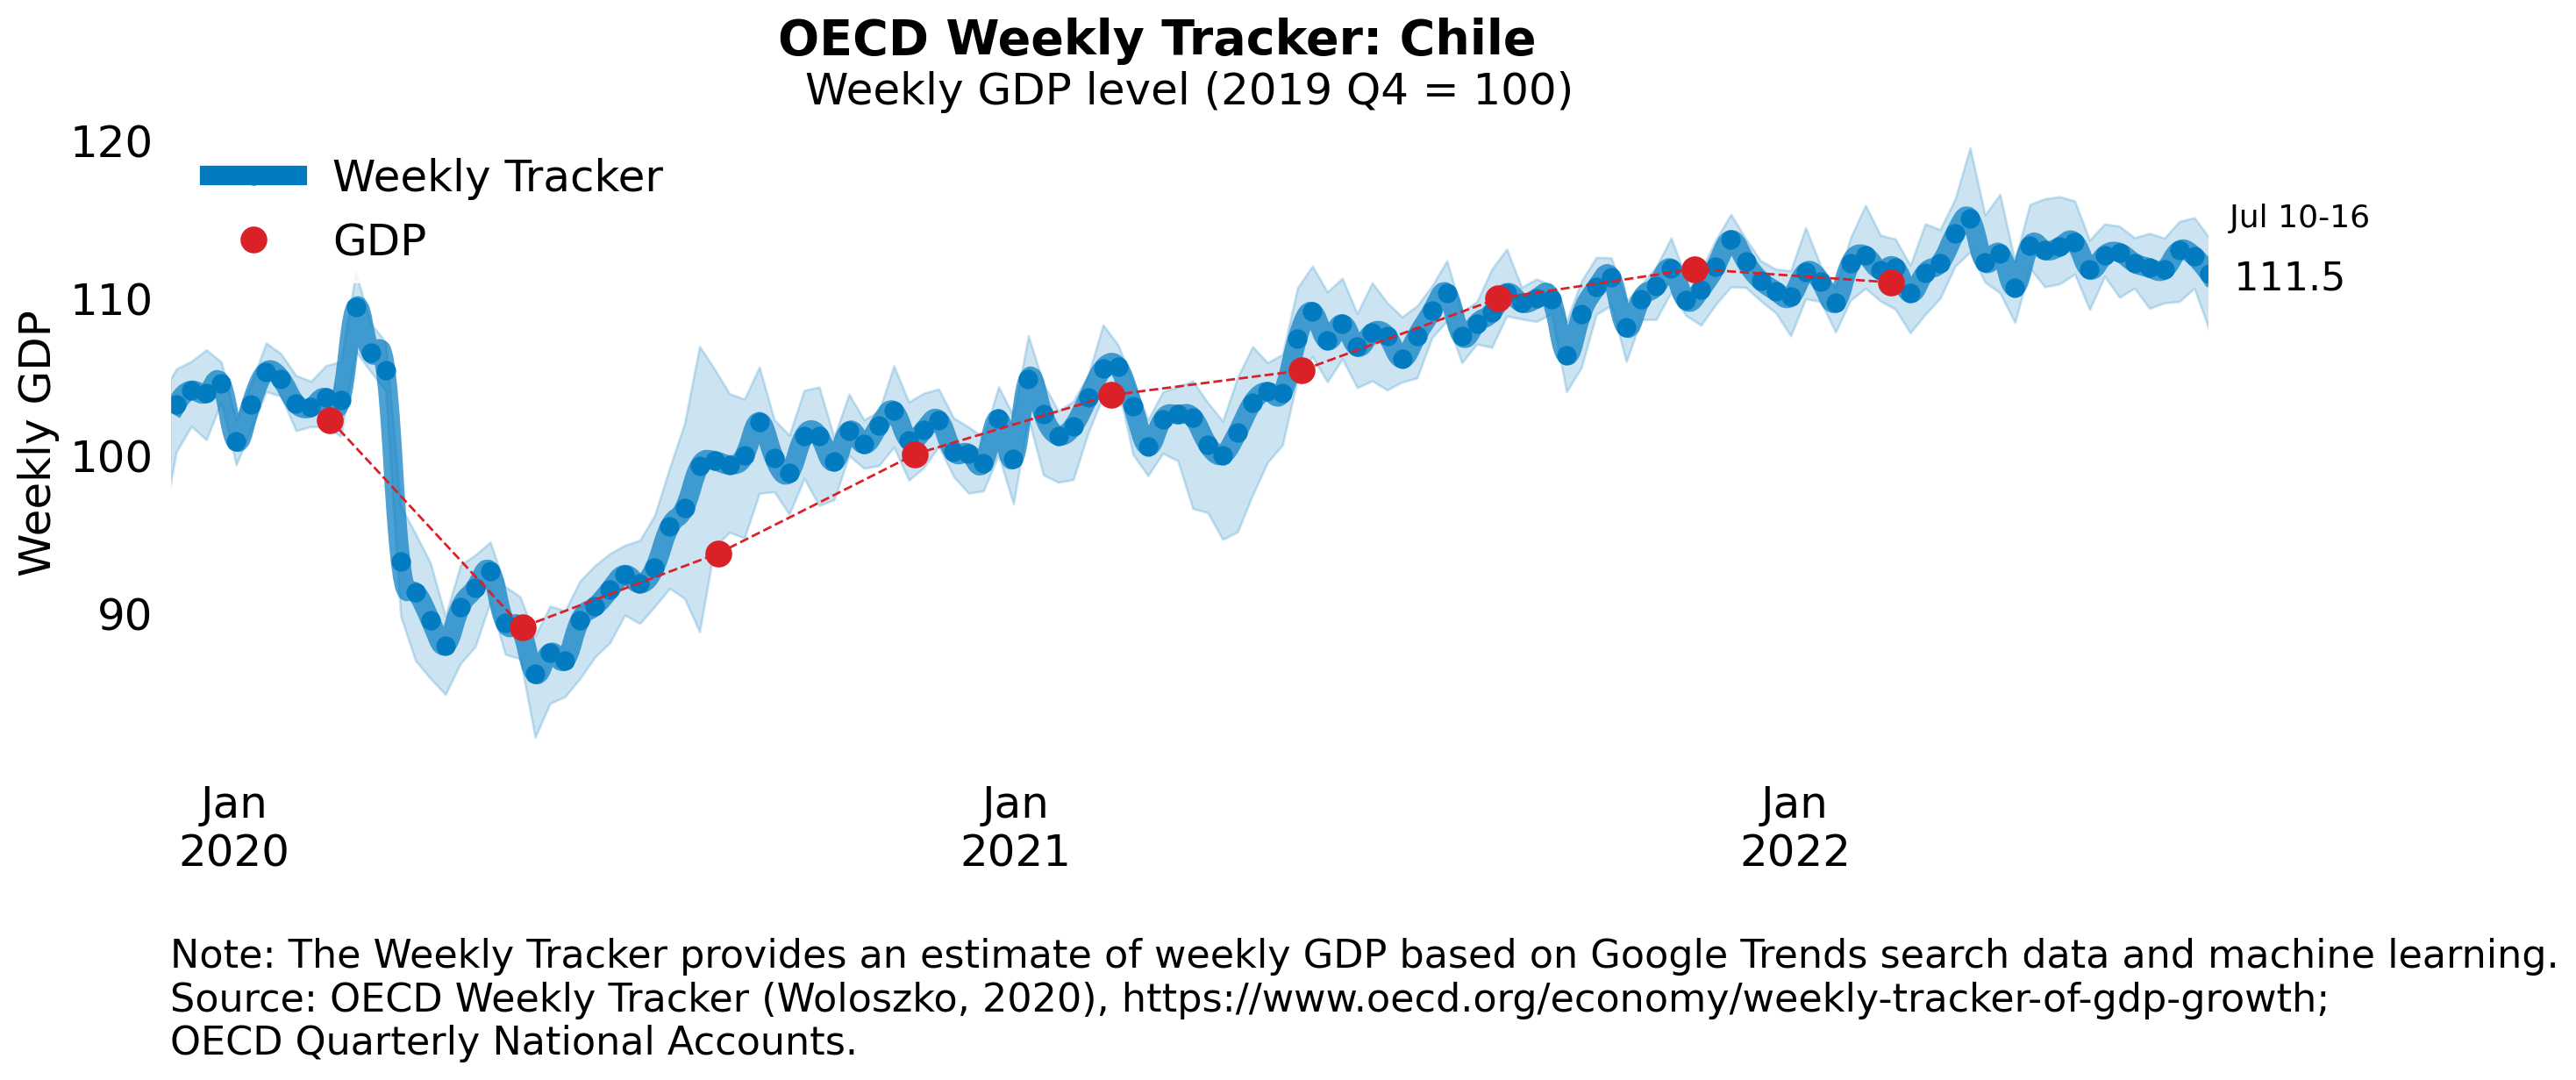 OECD Weekly Tracker: Chile
Weekly GDP level (2019 Q4 = 100)
Weekly Tracker
GDP
Weekly GDP
120
110
100
90
Jul 10-16
111.5
Jan
2020
Jan
2021
Jan
2022
Note: The Weekly Tracker provides an estimate of weekly GDP based on Google Trends search data and machine learning.
Source: OECD Weekly Tracker (Woloszko, 2020), https://www.oecd.org/economy/weekly-tracker-of-gdp-growth;
OECD Quarterly National Accounts.